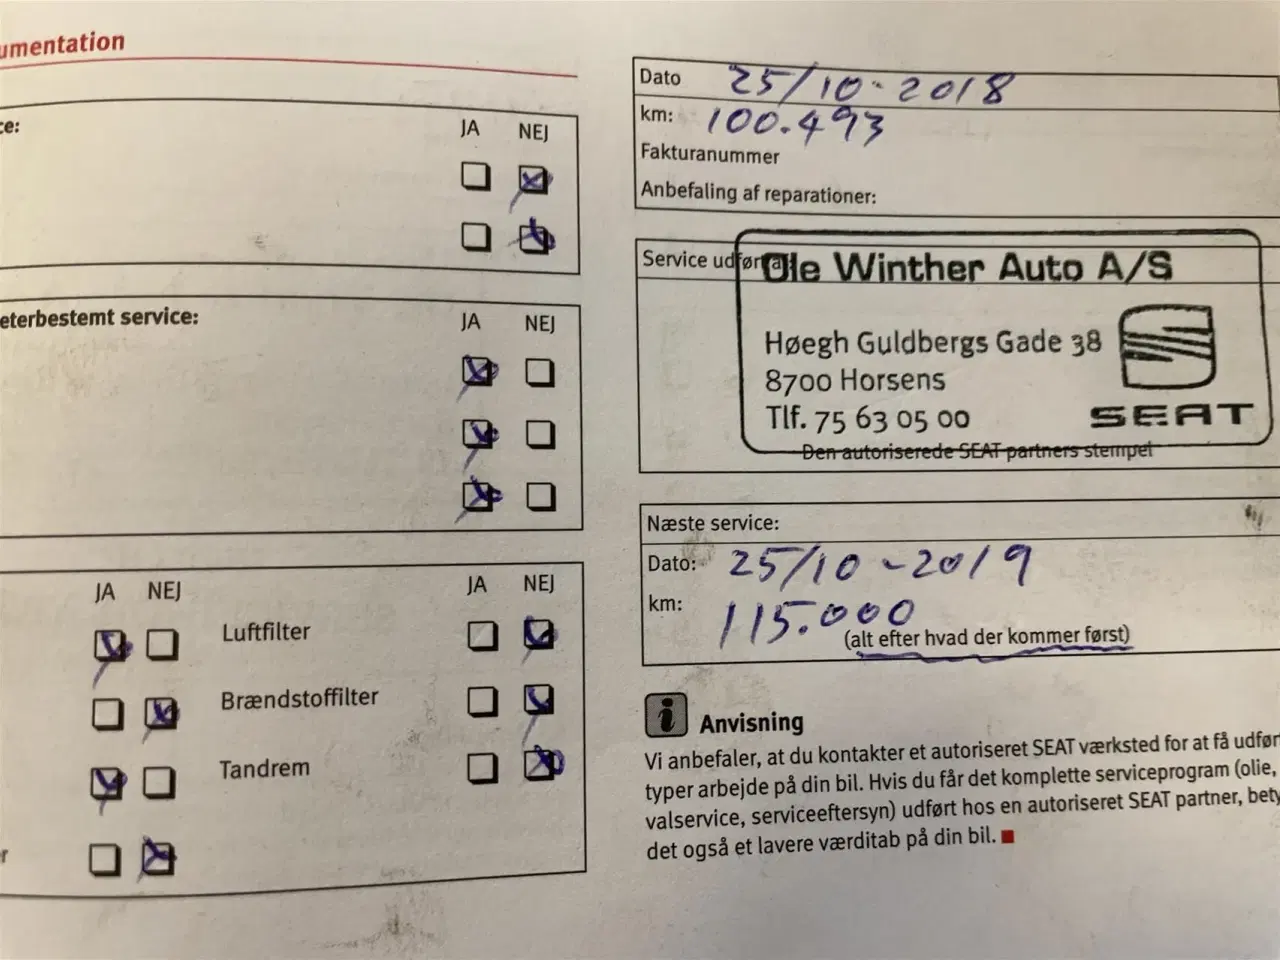 umentation
ce:
JA NEJ
eterbestemt service:
JA NEJ
JA NEJ
JA NEJ
Luftfilter
Brændstoffilter
Tandrem
r
Dato 25/10-2018
km: 100.493
Fakturanummer
Anbefaling af reparationer:
Service udført af
Ole Winther Auto A/S
Høegh Guldbergs Gade 38
8700 Horsens
Tlf. 75 63 05 00
SEAT
Den autoriserede SEAT partners stempel
Næste service:
Dato: 25/10-2019
km: 115.000
(alt efter hvad der kommer først)
i Anvisning
Vi anbefaler, at du kontakter et autoriseret SEAT værksted for at få udfør
typer arbejde på din bil. Hvis du får det komplette serviceprogram (olie,
valservice, serviceeftersyn) udført hos en autoriseret SEAT partner, bety
det også et lavere værditab på din bil.